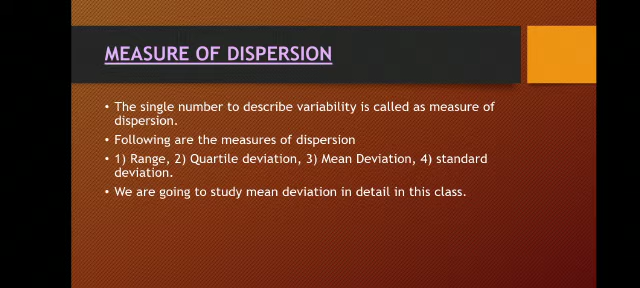 MEASURE OF DISPERSION
• The single number to describe variability is called as measure of
dispersion.
• Following are the measures of dispersion
• 1) Range, 2) Quartile deviation, 3) Mean Deviation, 4) standard
deviation.
• We are going to study mean deviation in detail in this class.